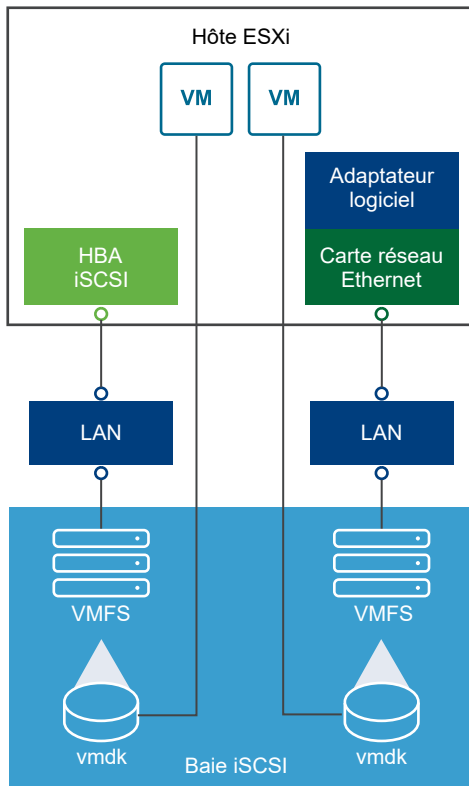 Hôte ESXi
VM
VM
Adaptateur
logiciel
HBA
iSCSI
Carte réseau
Ethernet
LAN
LAN
VMFS
VMFS
vmdk
vmdk
Baie iSCSI